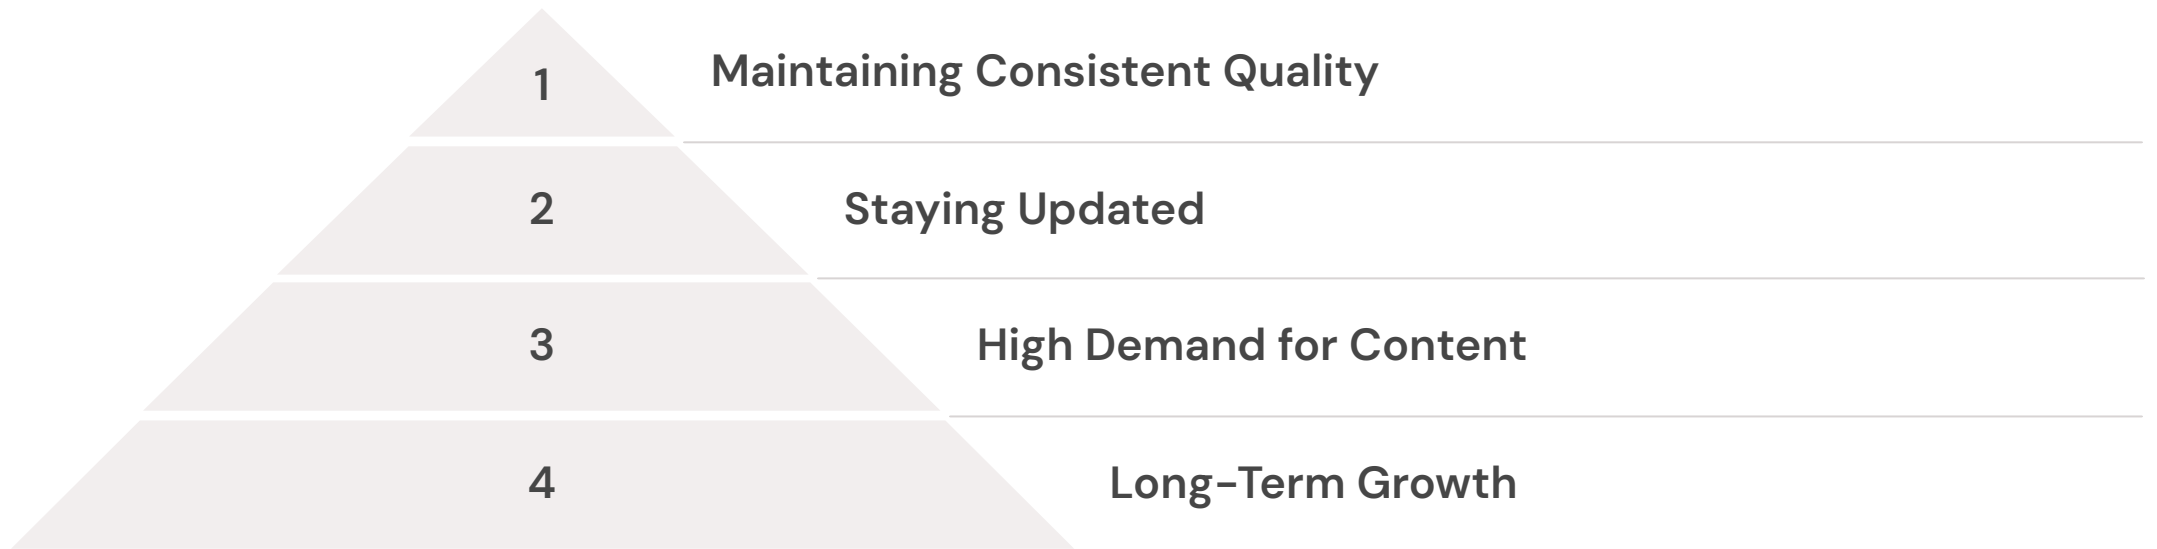 1 Maintaining Consistent Quality
2 Staying Updated
3 High Demand for Content
4 Long-Term Growth